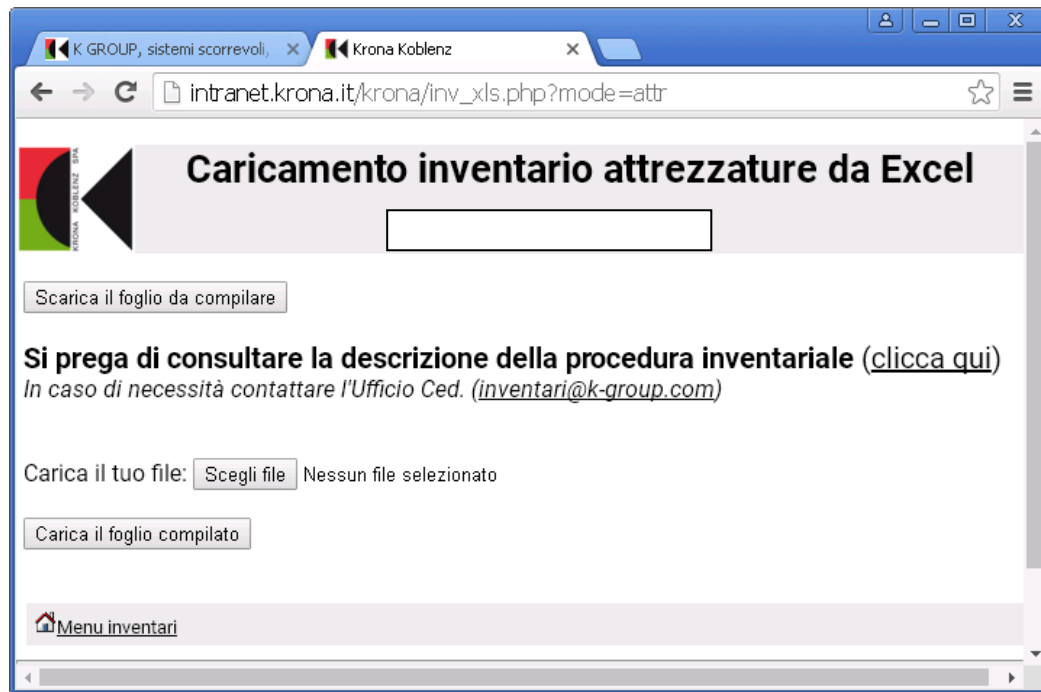 K GROUP, sistemi scorrevoli,
Krona Koblenz
intranet.krona.it/krona/inv_xls.php?mode=attr
KRONA KOBLENZ SPA
Caricamento inventario attrezzature da Excel
Scarica il foglio da compilare
Si prega di consultare la descrizione della procedura inventariale (clicca qui)
In caso di necessità contattare l'Ufficio Ced. (inventari@k-group.com)
Carica il tuo file: Scegli file Nessun file selezionato
Carica il foglio compilato
Menu inventari